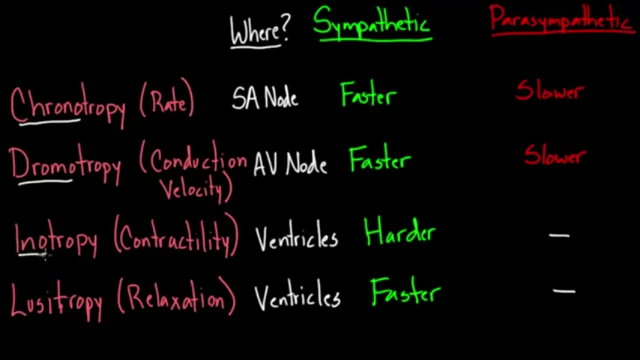 Where? Sympathetic Parasympathetic
Chronotropy (Rate) SA Node Faster Slower
Dromotropy (Conduction Velocity) AV Node Faster Slower
Inotropy (Contractility) Ventricles Harder —
Lusitropy (Relaxation) Ventricles Faster —